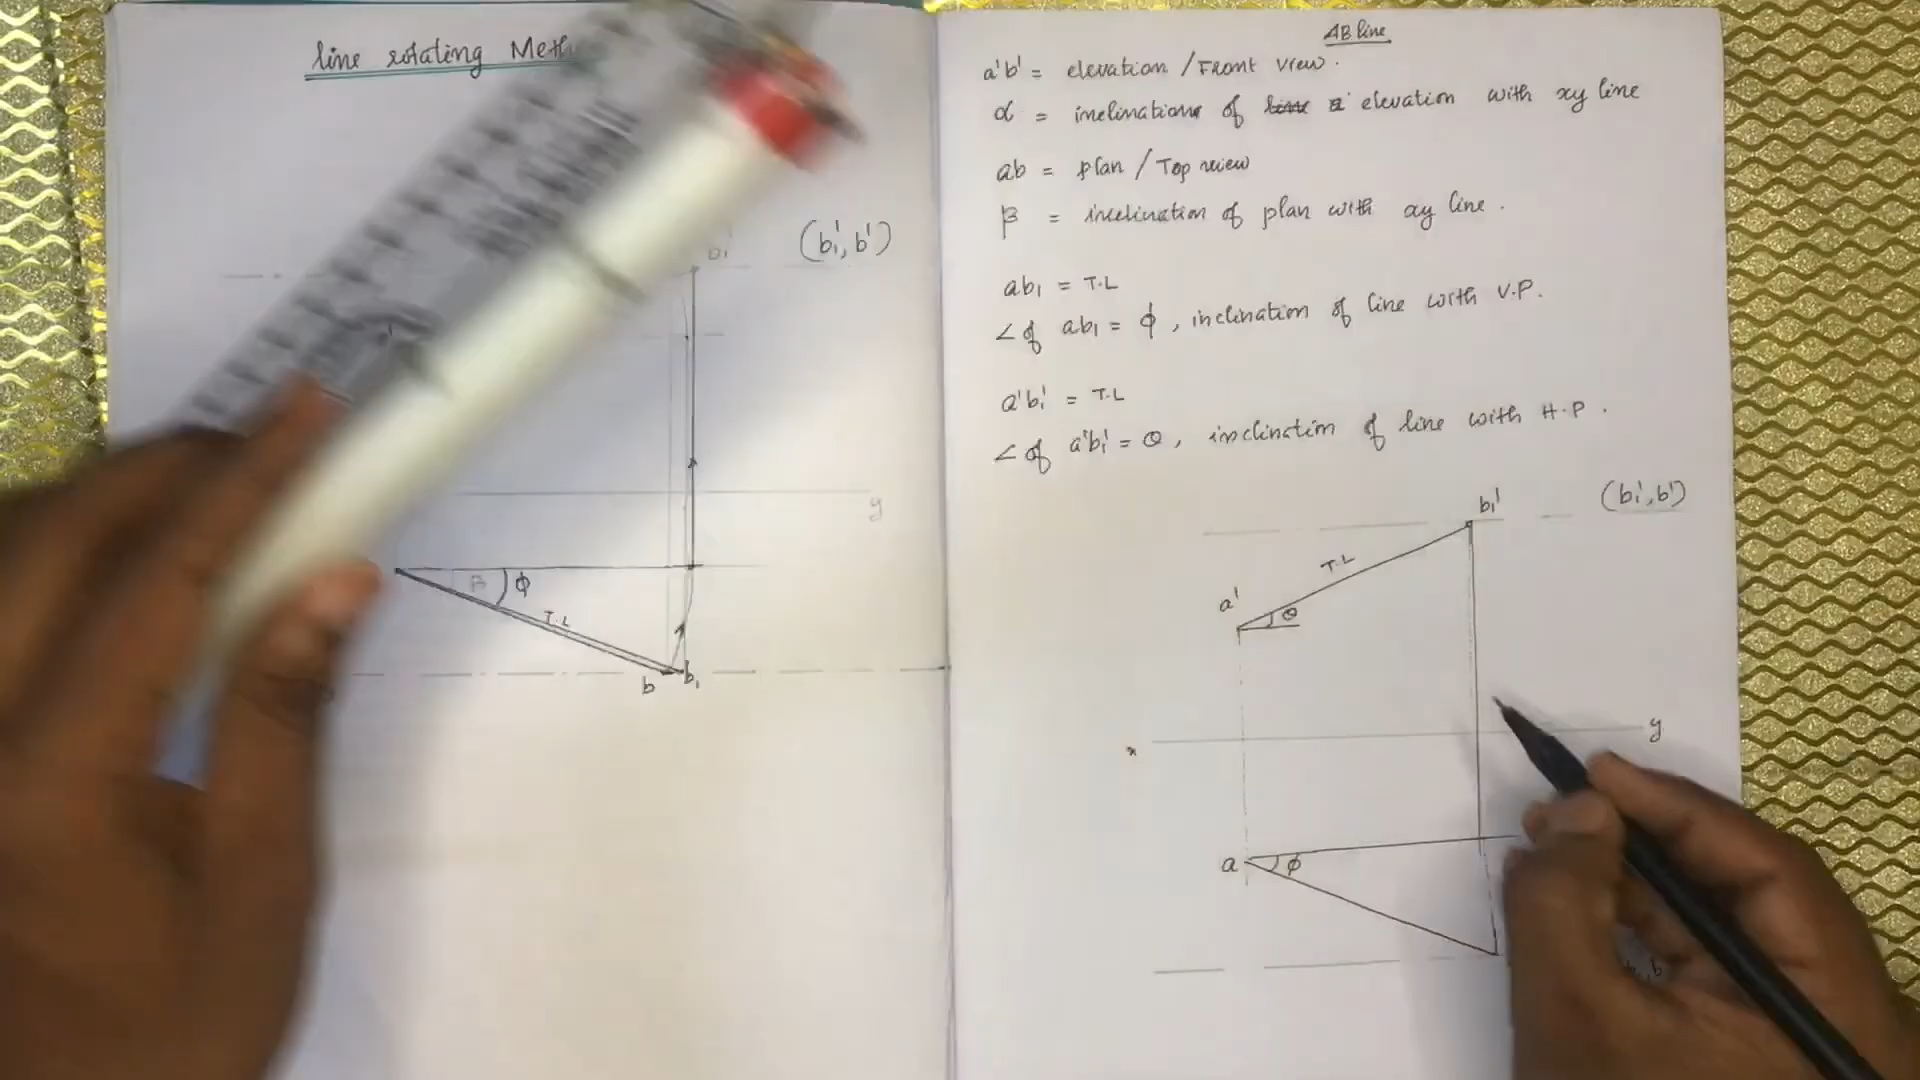 line rotating Meth
(b₁', b')
b₁'
y
β
ϕ
T.L
b
b₁
AB line
a'b' = elevation / Front view.
α = inclinations of line a' elevation with xy line
ab = plan / Top view
β = inclination of plan with xy line.
ab₁ = T.L
∠ of ab₁ = ϕ, inclination of line with V.P.
a'b₁' = T.L
∠ of a'b₁' = θ, inclination of line with H.P.
b₁'
(b₁', b')
T.L
a'
θ
x
y
a
ϕ
b